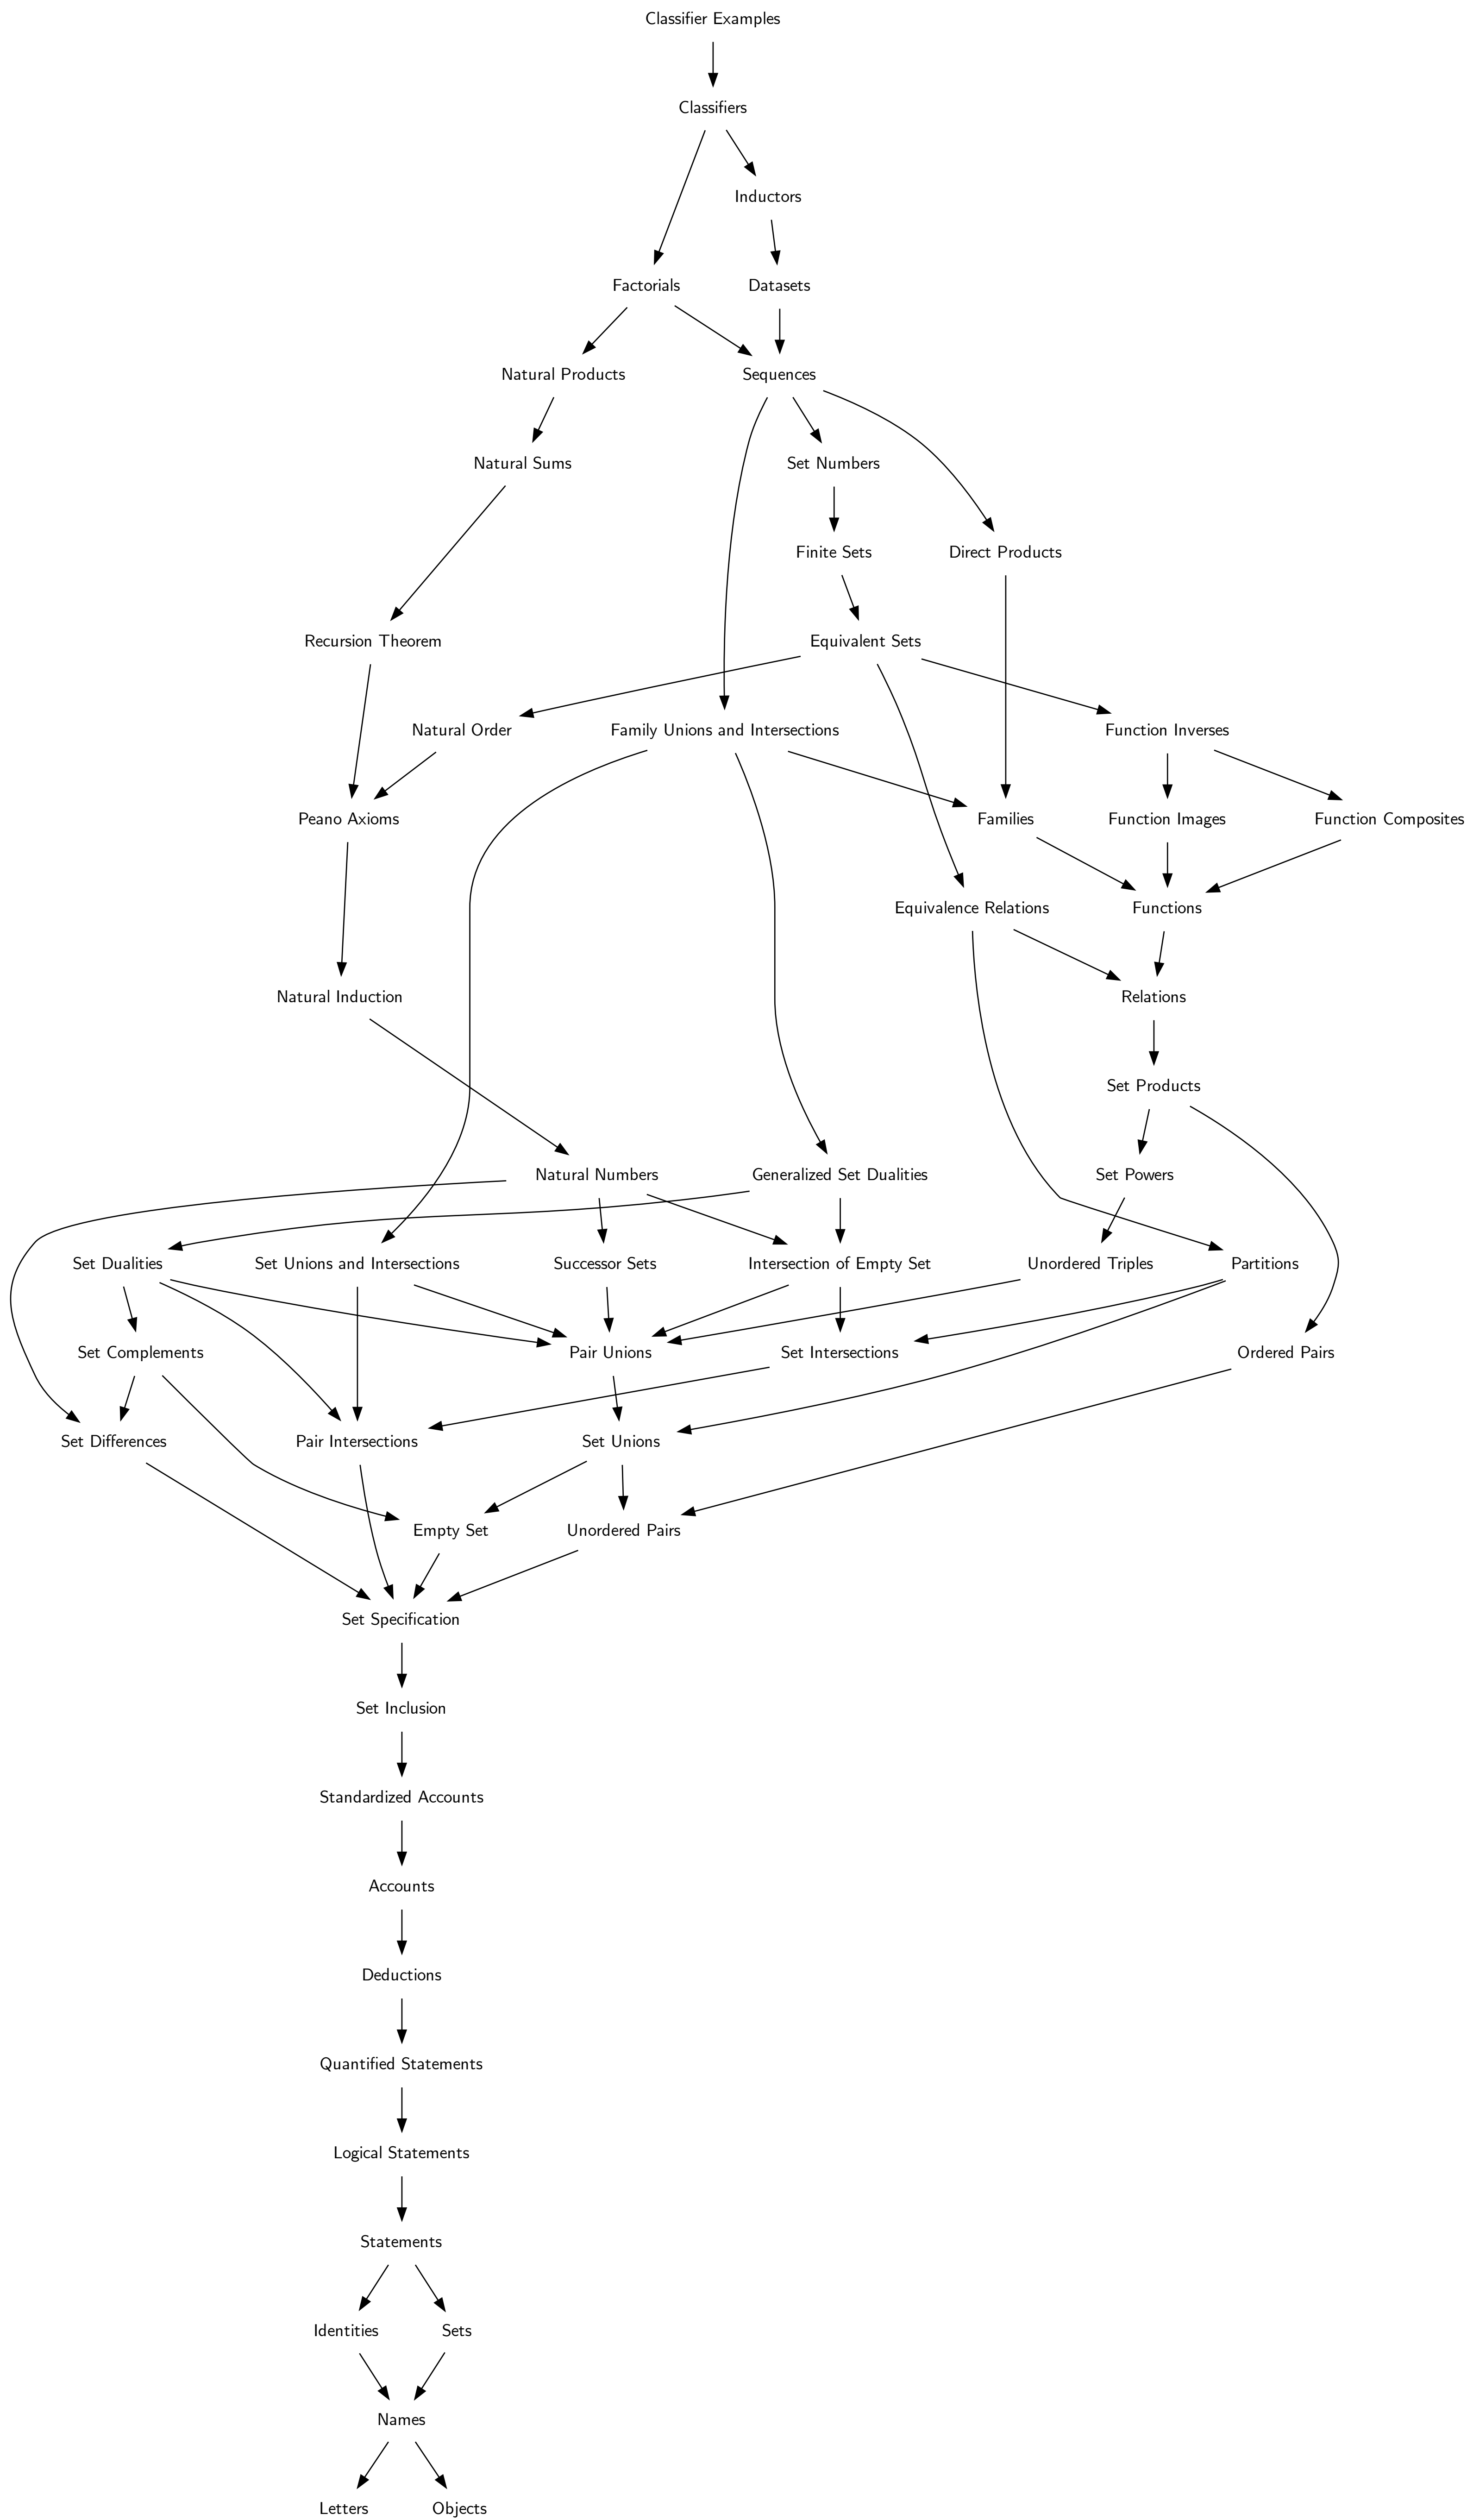 Classifier Examples
Classifiers
Inductors
Factorials
Datasets
Natural Products
Sequences
Natural Sums
Set Numbers
Finite Sets
Direct Products
Recursion Theorem
Equivalent Sets
Natural Order
Family Unions and Intersections
Function Inverses
Peano Axioms
Families
Function Images
Function Composites
Equivalence Relations
Functions
Natural Induction
Relations
Set Products
Natural Numbers
Generalized Set Dualities
Set Powers
Set Dualities
Set Unions and Intersections
Successor Sets
Intersection of Empty Set
Unordered Triples
Partitions
Set Complements
Pair Unions
Set Intersections
Ordered Pairs
Set Differences
Pair Intersections
Set Unions
Empty Set
Unordered Pairs
Set Specification
Set Inclusion
Standardized Accounts
Accounts
Deductions
Quantified Statements
Logical Statements
Statements
Identities
Sets
Names
Letters
Objects